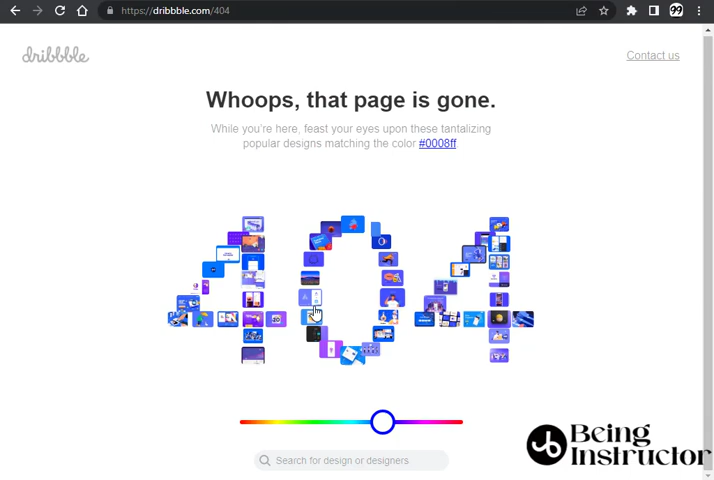 https://dribbble.com/404
dribbble
Contact us
Whoops, that page is gone.
While you're here, feast your eyes upon these tantalizing
popular designs matching the color #0008ff
404
Search for design or designers
Being
Instructor